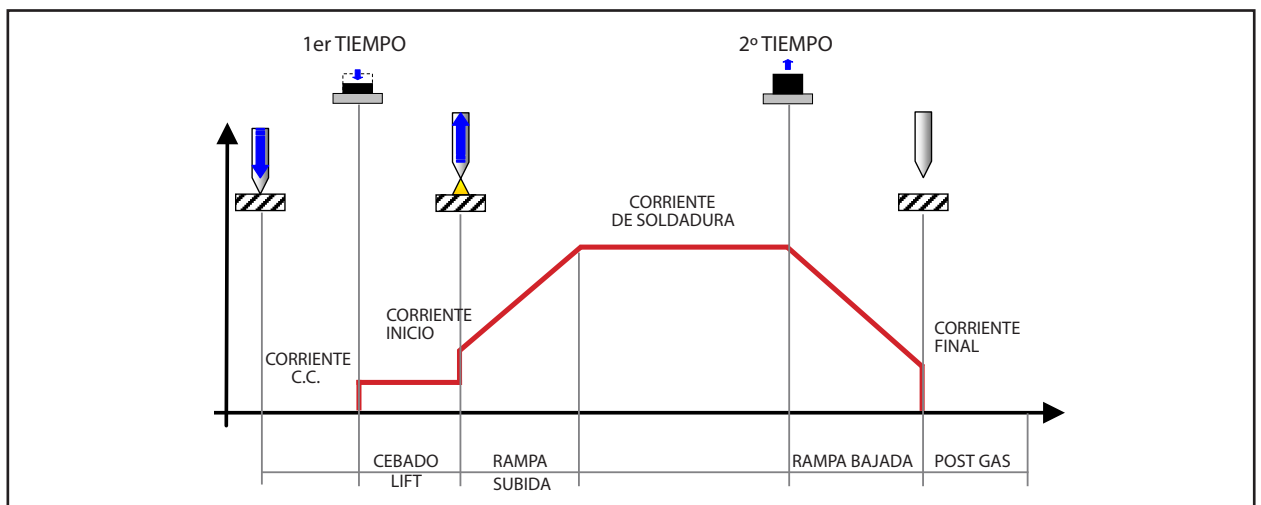 1er TIEMPO
2º TIEMPO
CORRIENTE
DE SOLDADURA
CORRIENTE
INICIO
CORRIENTE
FINAL
CORRIENTE
C.C.
CEBADO
LIFT
RAMPA
SUBIDA
RAMPA BAJADA
POST GAS